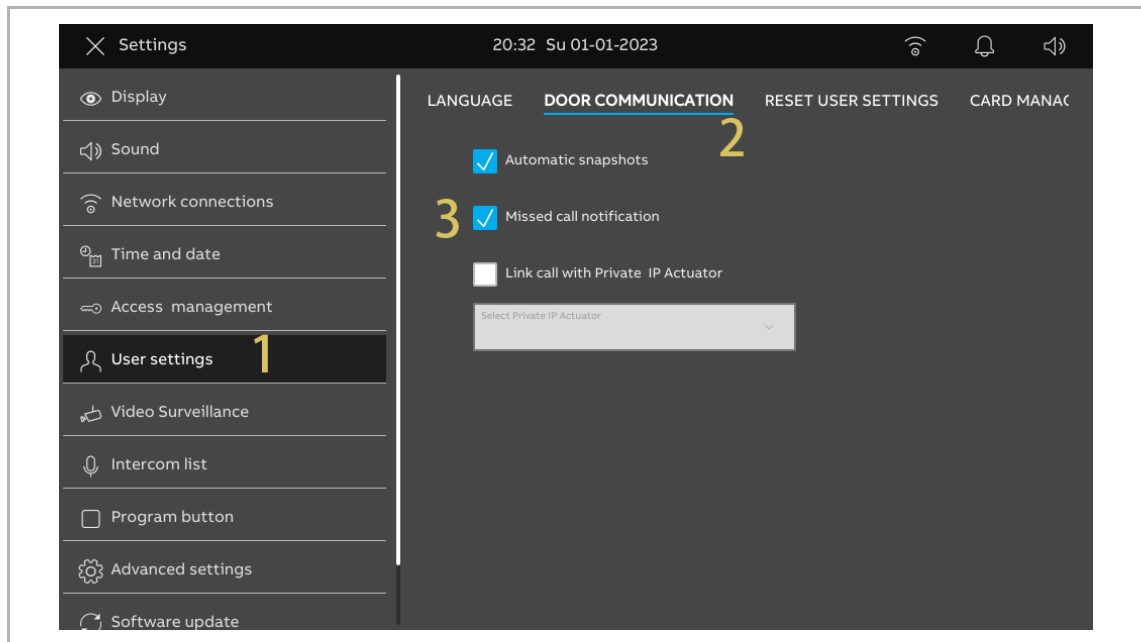 Settings
20:32 Su 01-01-2023
Display
Sound
Network connections
Time and date
31
Access management
User settings
1
Video Surveillance
Intercom list
Program button
Advanced settings
Software update
LANGUAGE DOOR COMMUNICATION RESET USER SETTINGS CARD MANAC
2
Automatic snapshots
3 Missed call notification
Link call with Private IP Actuator
Select Private IP Actuator